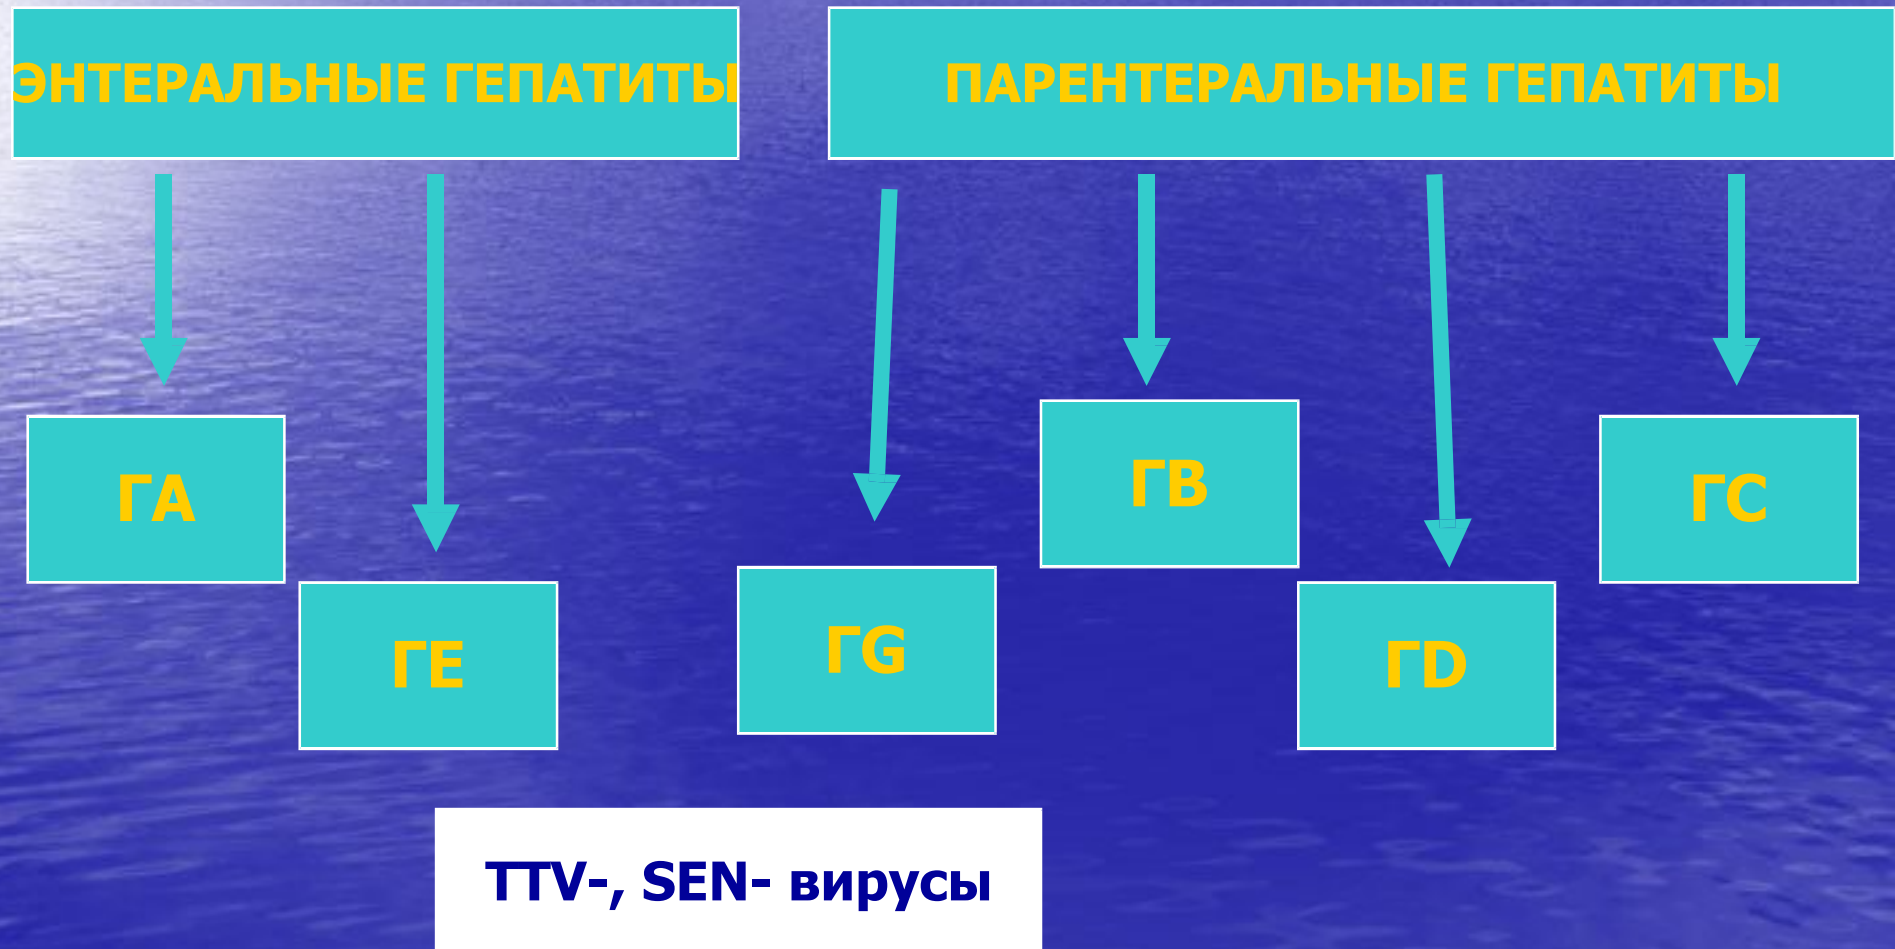 ЭНТЕРАЛЬНЫЕ ГЕПАТИТЫ
ПАРЕНТЕРАЛЬНЫЕ ГЕПАТИТЫ
ГА
ГЕ
ГG
ГВ
ГD
ГС
TTV-, SEN- вирусы